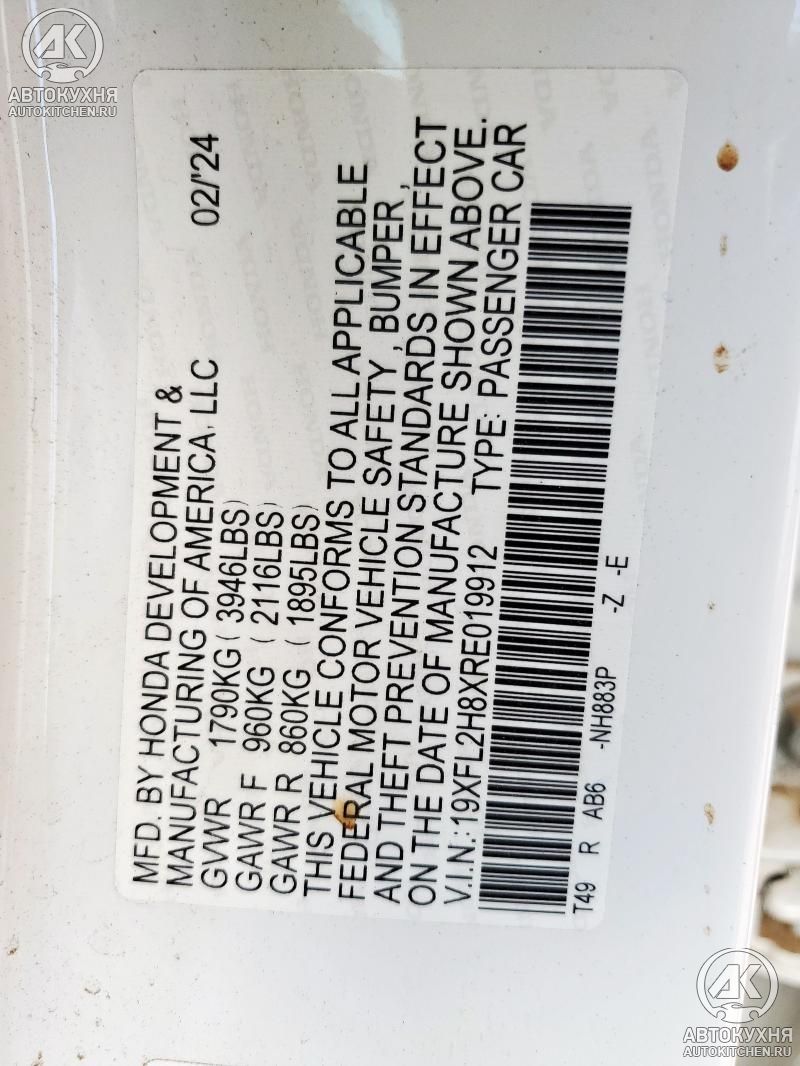 AK
АВТОКУХНЯ
AUTOKITCHEN.RU
MFD. BY HONDA DEVELOPMENT &
MANUFACTURING OF AMERICA, LLC 02/'24
GVWR 1790KG ( 3946LBS)
GAWR F 960KG ( 2116LBS)
GAWR R 860KG ( 1895LBS)
THIS VEHICLE CONFORMS TO ALL APPLICABLE
FEDERAL MOTOR VEHICLE SAFETY , BUMPER ,
AND THEFT PREVENTION STANDARDS IN EFFECT
ON THE DATE OF MANUFACTURE SHOWN ABOVE.
V.I.N.:19XFL2H8XRE019912 TYPE: PASSENGER CAR
T49 R AB6 -NH883P -Z -E
AK
АВТОКУХНЯ
AUTOKITCHEN.RU